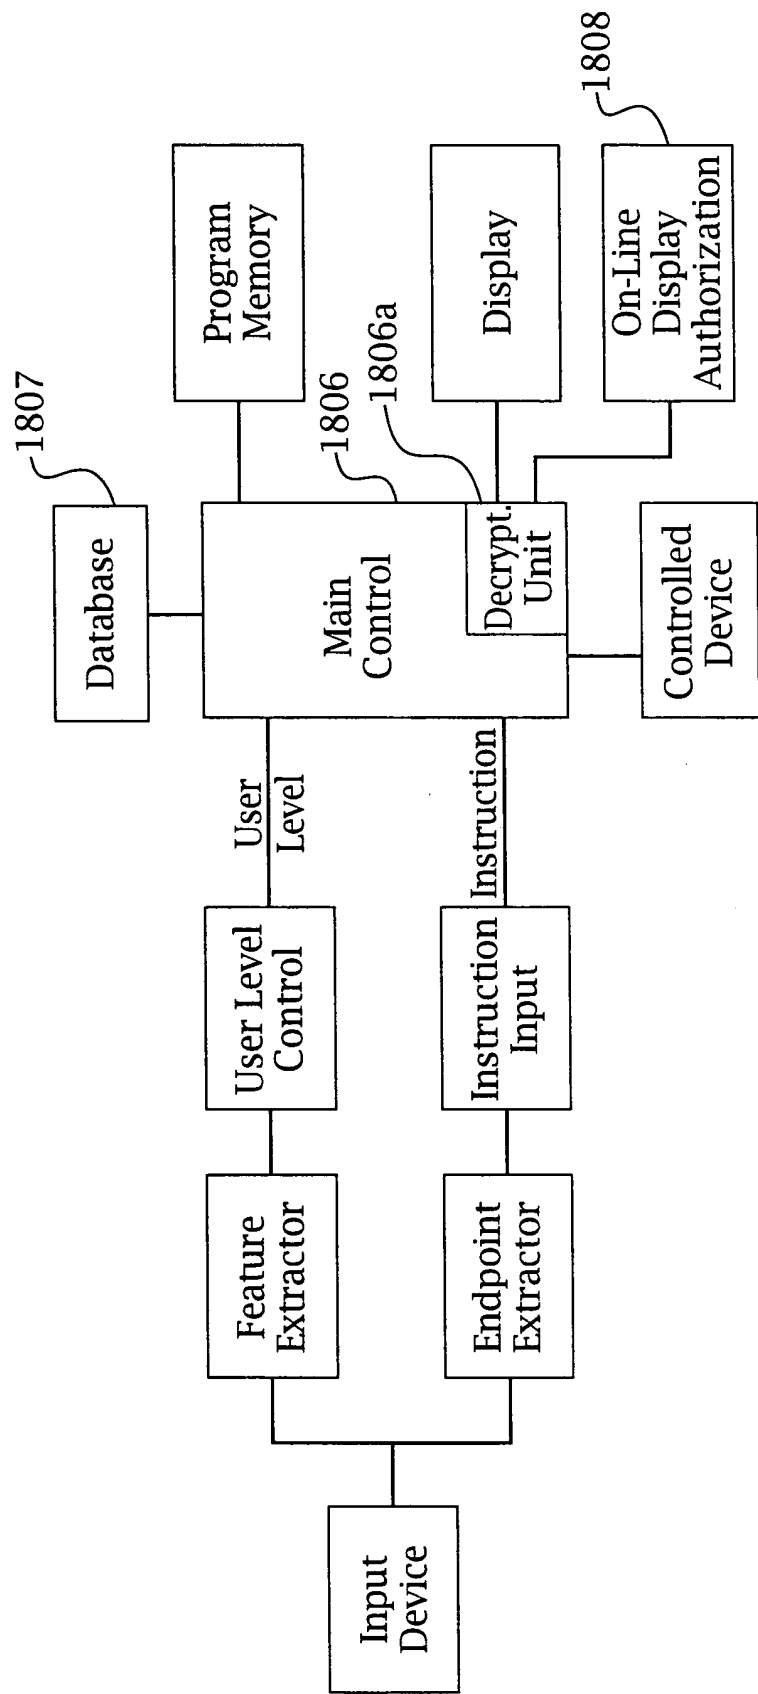 Input
Device
Feature
Extractor
Endpoint
Extractor
User Level
Control
Instruction
Input
User
Level
Instruction
Database
1807
Main
Control
1806
Decrypt.
Unit
1806a
Controlled
Device
Program
Memory
Display
On-Line
Display
Authorization
1808